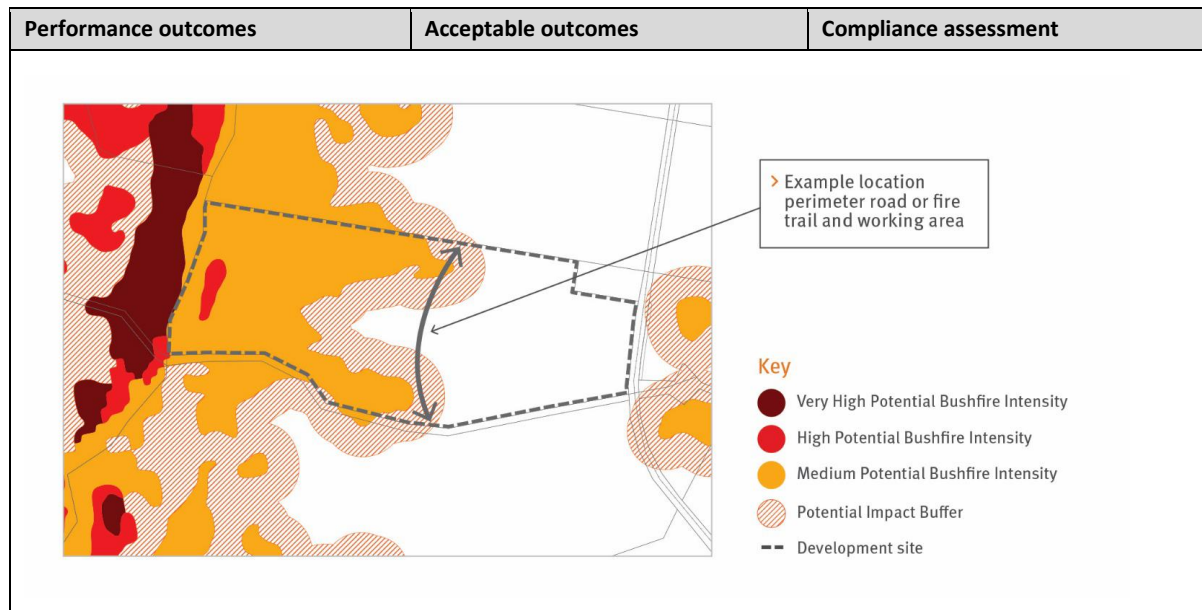 Performance outcomes Acceptable outcomes Compliance assessment
> Example location
perimeter road or fire
trail and working area
Key
Very High Potential Bushfire Intensity
High Potential Bushfire Intensity
Medium Potential Bushfire Intensity
Potential Impact Buffer
Development site